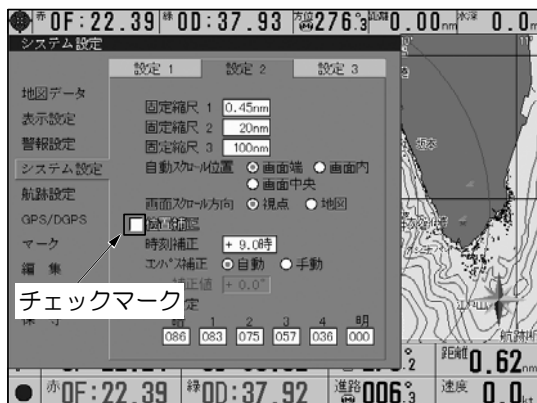 赤 0F:22.39 緑 0D:37.93 方位 276.3° 距離 0.00nm 水深 0.0m
システム設定
設定 1 設定 2 設定 3
地図データ
表示設定
警報設定
システム設定
航跡設定
GPS/DGPS
マーク
編 集
固定縮尺 1 0.45nm
固定縮尺 2 20nm
固定縮尺 3 100nm
自動スクロール位置 画面端 画面内
画面中央
画面スクロール方向 視点 地図
位置補正
時刻補正 + 9.0時
コンパス補正 自動 手動
補正値 + 0.0°
チェックマーク
定
暗 1 2 3 4 明
086 083 075 057 036 000
距離 0.62nm
赤 0F:22.39 緑 0D:37.92 進路 006.3° 速度 0.0kt